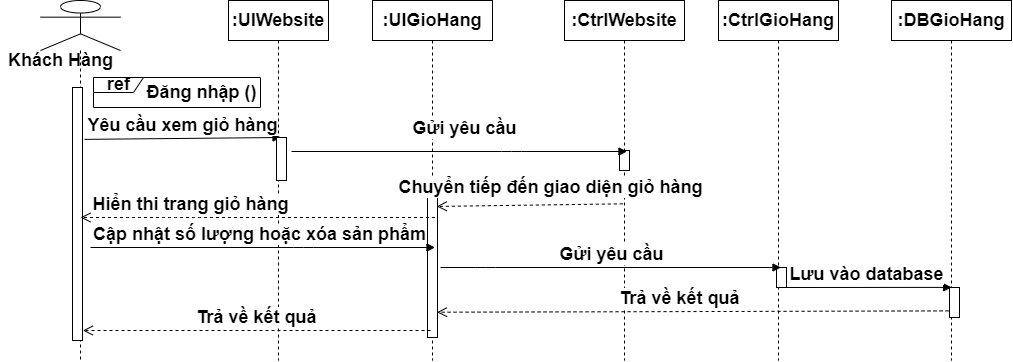 :UIWebsite
:UIGioHang
:CtrlWebsite
:CtrlGioHang
:DBGioHang
Khách Hàng
ref
Đăng nhập ()
Yêu cầu xem giỏ hàng
Gửi yêu cầu
Chuyển tiếp đến giao diện giỏ hàng
Hiển thi trang giỏ hàng
Cập nhật số lượng hoặc xóa sản phẩm
Gửi yêu cầu
Lưu vào database
Trả về kết quả
Trả về kết quả